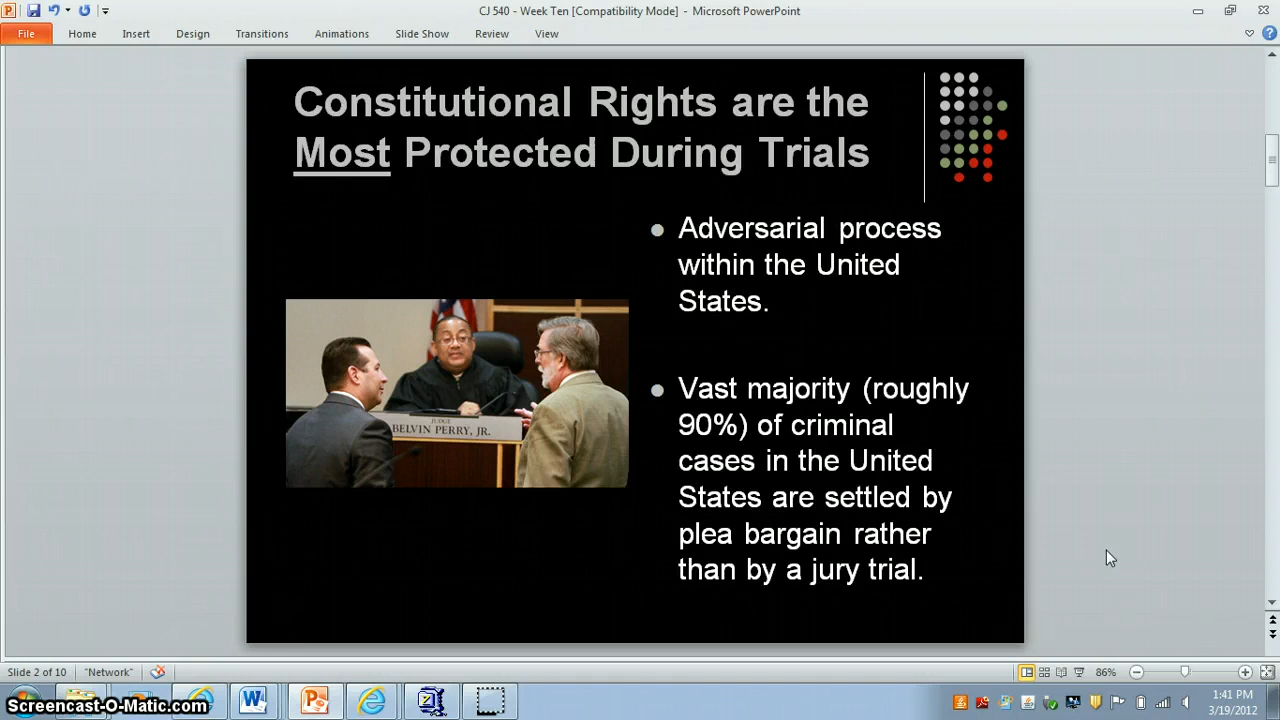 CJ 540 - Week Ten [Compatibility Mode] - Microsoft PowerPoint
File Home Insert Design Transitions Animations Slide Show Review View
Constitutional Rights are the
Most Protected During Trials
Adversarial process
within the United
States.
JUDGE
BELVIN PERRY, JR.
Vast majority (roughly
90%) of criminal
cases in the United
States are settled by
plea bargain rather
than by a jury trial.
Slide 2 of 10 "Network" 86%
Screencast-O-Matic.com
1:41 PM
3/19/2012